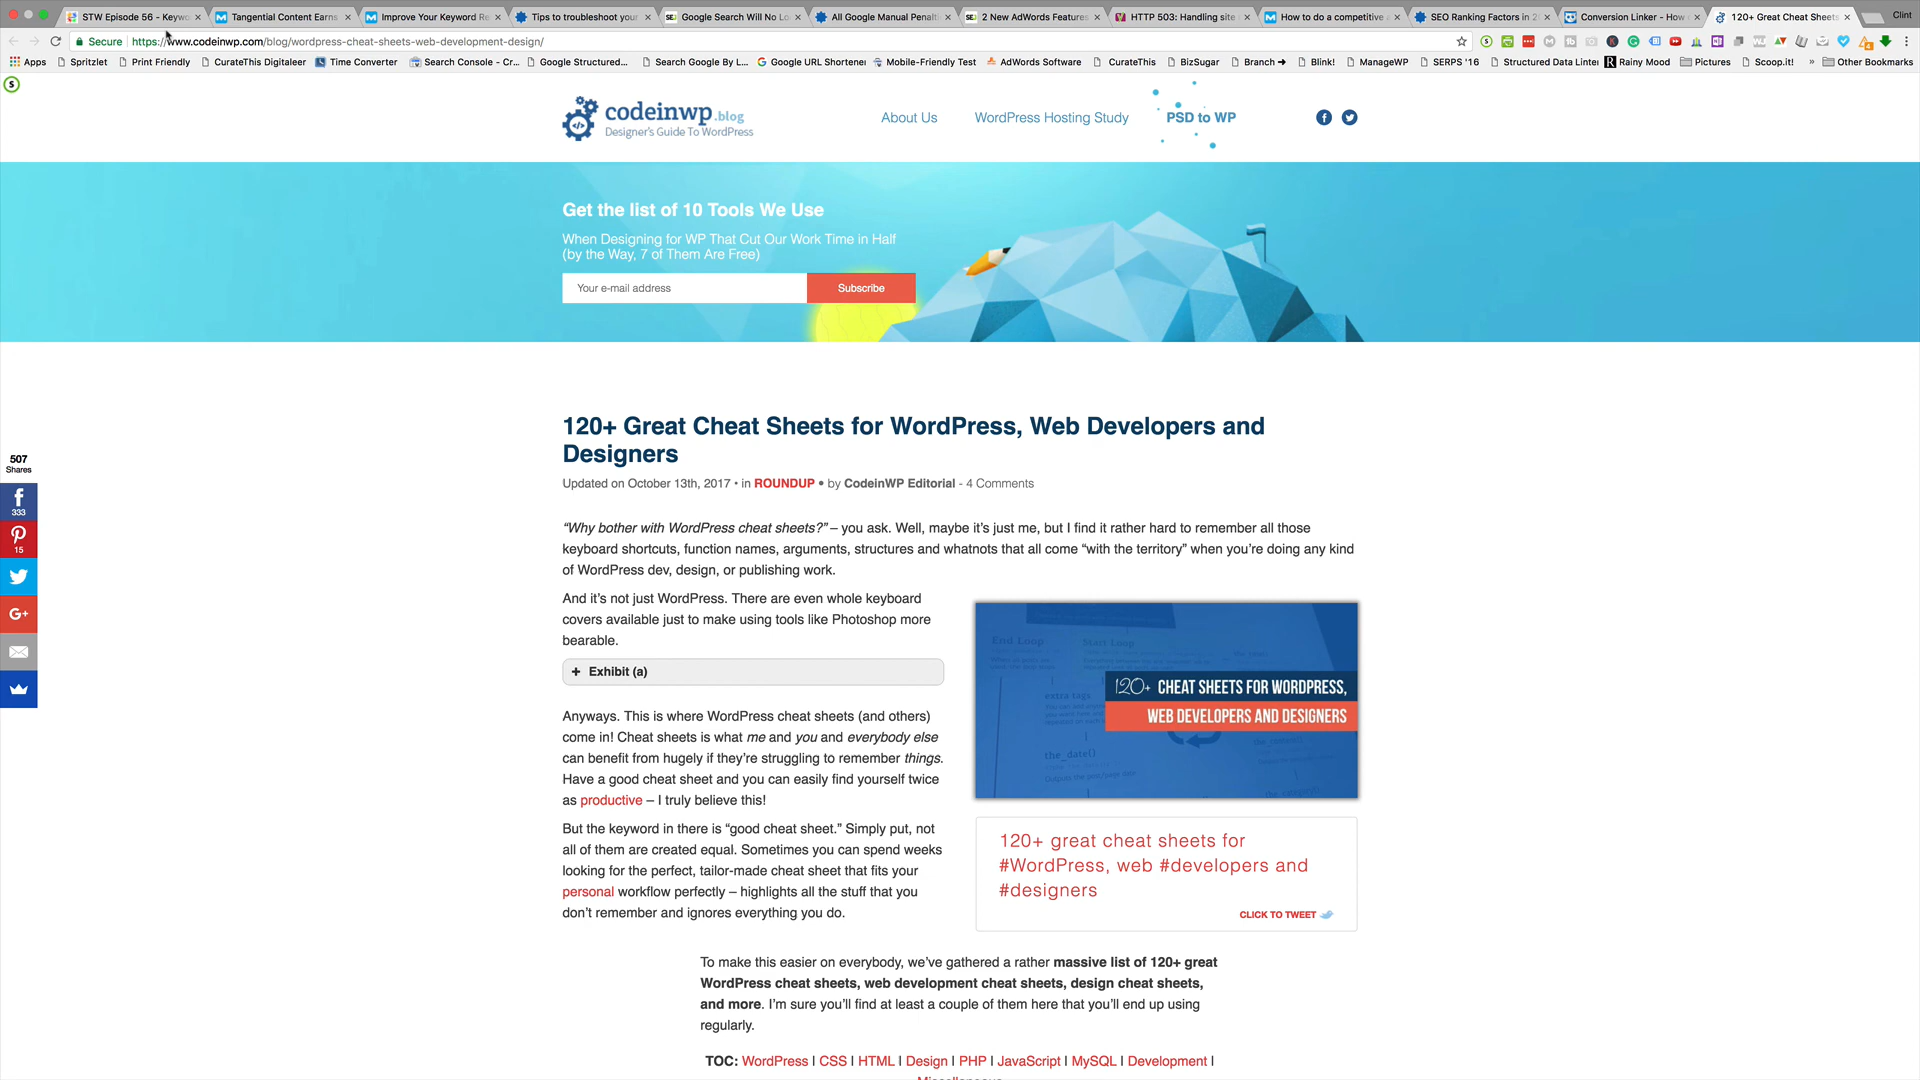 STW Episode 56 - Keywo
Tangential Content Earns
Improve Your Keyword Re
Tips to troubleshoot your
Google Search Will No Lo
All Google Manual Penalt
2 New AdWords Features
HTTP 503: Handling site
How to do a competitive a
SEO Ranking Factors in 2
Conversion Linker - How
120+ Great Cheat Sheets
Clint
Secure https://www.codeinwp.com/blog/wordpress-cheat-sheets-web-development-design/
Apps
Spritzlet
Print Friendly
CurateThis Digitaleer
Time Converter
Search Console - Cr...
Google Structured...
Search Google By L...
Google URL Shortener
Mobile-Friendly Test
AdWords Software
CurateThis
BizSugar
Branch →
Blink!
ManageWP
SERPS '16
Structured Data Linter
Rainy Mood
Pictures
Scoop.it!
»
Other Bookmarks
codeinwp.blog
Designer's Guide To WordPress
About Us
WordPress Hosting Study
PSD to WP
Get the list of 10 Tools We Use
When Designing for WP That Cut Our Work Time in Half
(by the Way, 7 of Them Are Free)
Your e-mail address
Subscribe
120+ Great Cheat Sheets for WordPress, Web Developers and
Designers
Updated on October 13th, 2017 • in ROUNDUP • by CodeinWP Editorial - 4 Comments
507
Shares
333
15
G+
“Why bother with WordPress cheat sheets?” – you ask. Well, maybe it’s just me, but I find it rather hard to remember all those
keyboard shortcuts, function names, arguments, structures and whatnots that all come “with the territory” when you’re doing any kind
of WordPress dev, design, or publishing work.
And it’s not just WordPress. There are even whole keyboard
covers available just to make using tools like Photoshop more
bearable.
+ Exhibit (a)
Anyways. This is where WordPress cheat sheets (and others)
come in! Cheat sheets is what me and you and everybody else
can benefit from hugely if they’re struggling to remember things.
Have a good cheat sheet and you can easily find yourself twice
as productive – I truly believe this!
But the keyword in there is “good cheat sheet.” Simply put, not
all of them are created equal. Sometimes you can spend weeks
looking for the perfect, tailor-made cheat sheet that fits your
personal workflow perfectly – highlights all the stuff that you
don’t remember and ignores everything you do.
End Loop
Start Loop
extra tags
the_date()
120+ CHEAT SHEETS FOR WORDPRESS,
WEB DEVELOPERS AND DESIGNERS
120+ great cheat sheets for
#WordPress, web #developers and
#designers
CLICK TO TWEET
To make this easier on everybody, we’ve gathered a rather massive list of 120+ great
WordPress cheat sheets, web development cheat sheets, design cheat sheets,
and more. I’m sure you’ll find at least a couple of them here that you’ll end up using
regularly.
TOC: WordPress | CSS | HTML | Design | PHP | JavaScript | MySQL | Development |
Miscellaneous